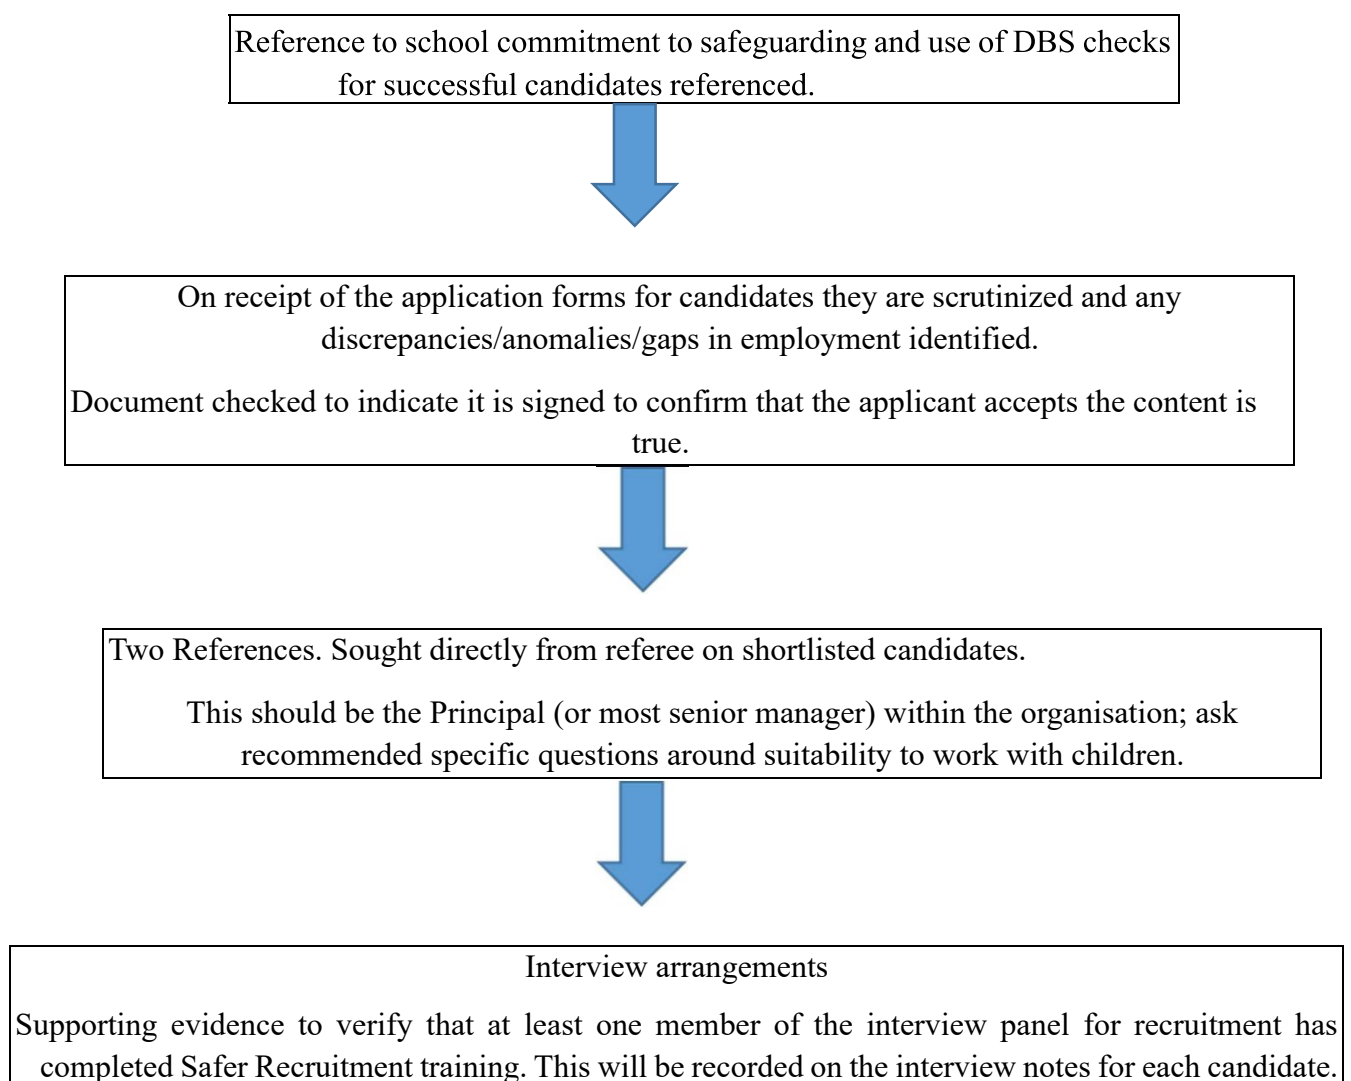 Reference to school commitment to safeguarding and use of DBS checks
for successful candidates referenced.
On receipt of the application forms for candidates they are scrutinized and any
discrepancies/anomalies/gaps in employment identified.
Document checked to indicate it is signed to confirm that the applicant accepts the content is
true.
Two References. Sought directly from referee on shortlisted candidates.
This should be the Principal (or most senior manager) within the organisation; ask
recommended specific questions around suitability to work with children.
Interview arrangements
Supporting evidence to verify that at least one member of the interview panel for recruitment has
completed Safer Recruitment training. This will be recorded on the interview notes for each candidate.